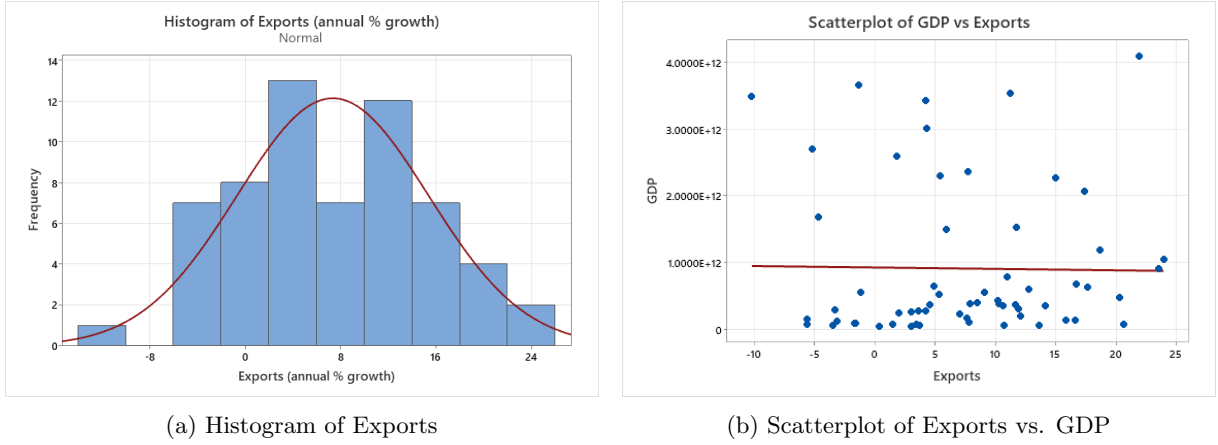 Histogram of Exports (annual % growth)
Normal
14
12
10
8
6
4
2
0
Frequency
-8
0
8
16
24
Exports (annual % growth)
(a) Histogram of Exports
Scatterplot of GDP vs Exports
4.0000E+12
3.0000E+12
2.0000E+12
1.0000E+12
0
GDP
-10
-5
0
5
10
15
20
25
Exports
(b) Scatterplot of Exports vs. GDP